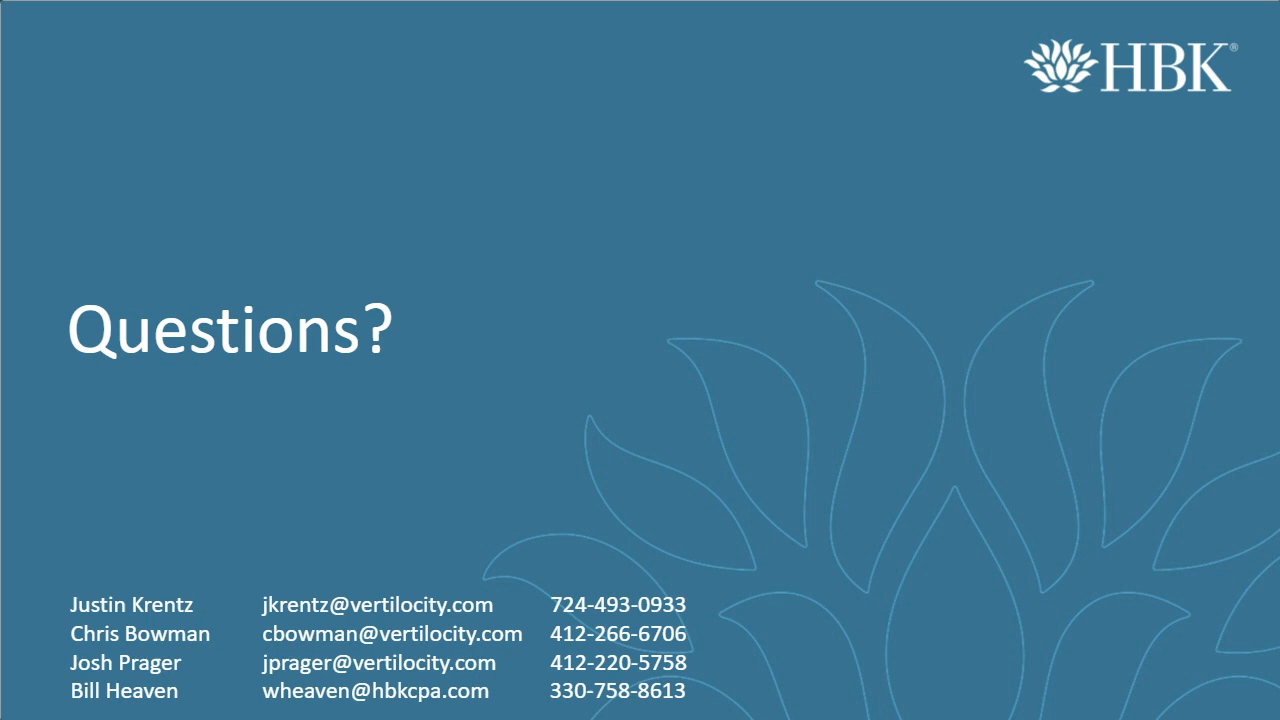 HBK®
Questions?
Justin Krentz jkrentz@vertilocity.com 724-493-0933
Chris Bowman cbowman@vertilocity.com 412-266-6706
Josh Prager jprager@vertilocity.com 412-220-5758
Bill Heaven wheaven@hbkcpa.com 330-758-8613